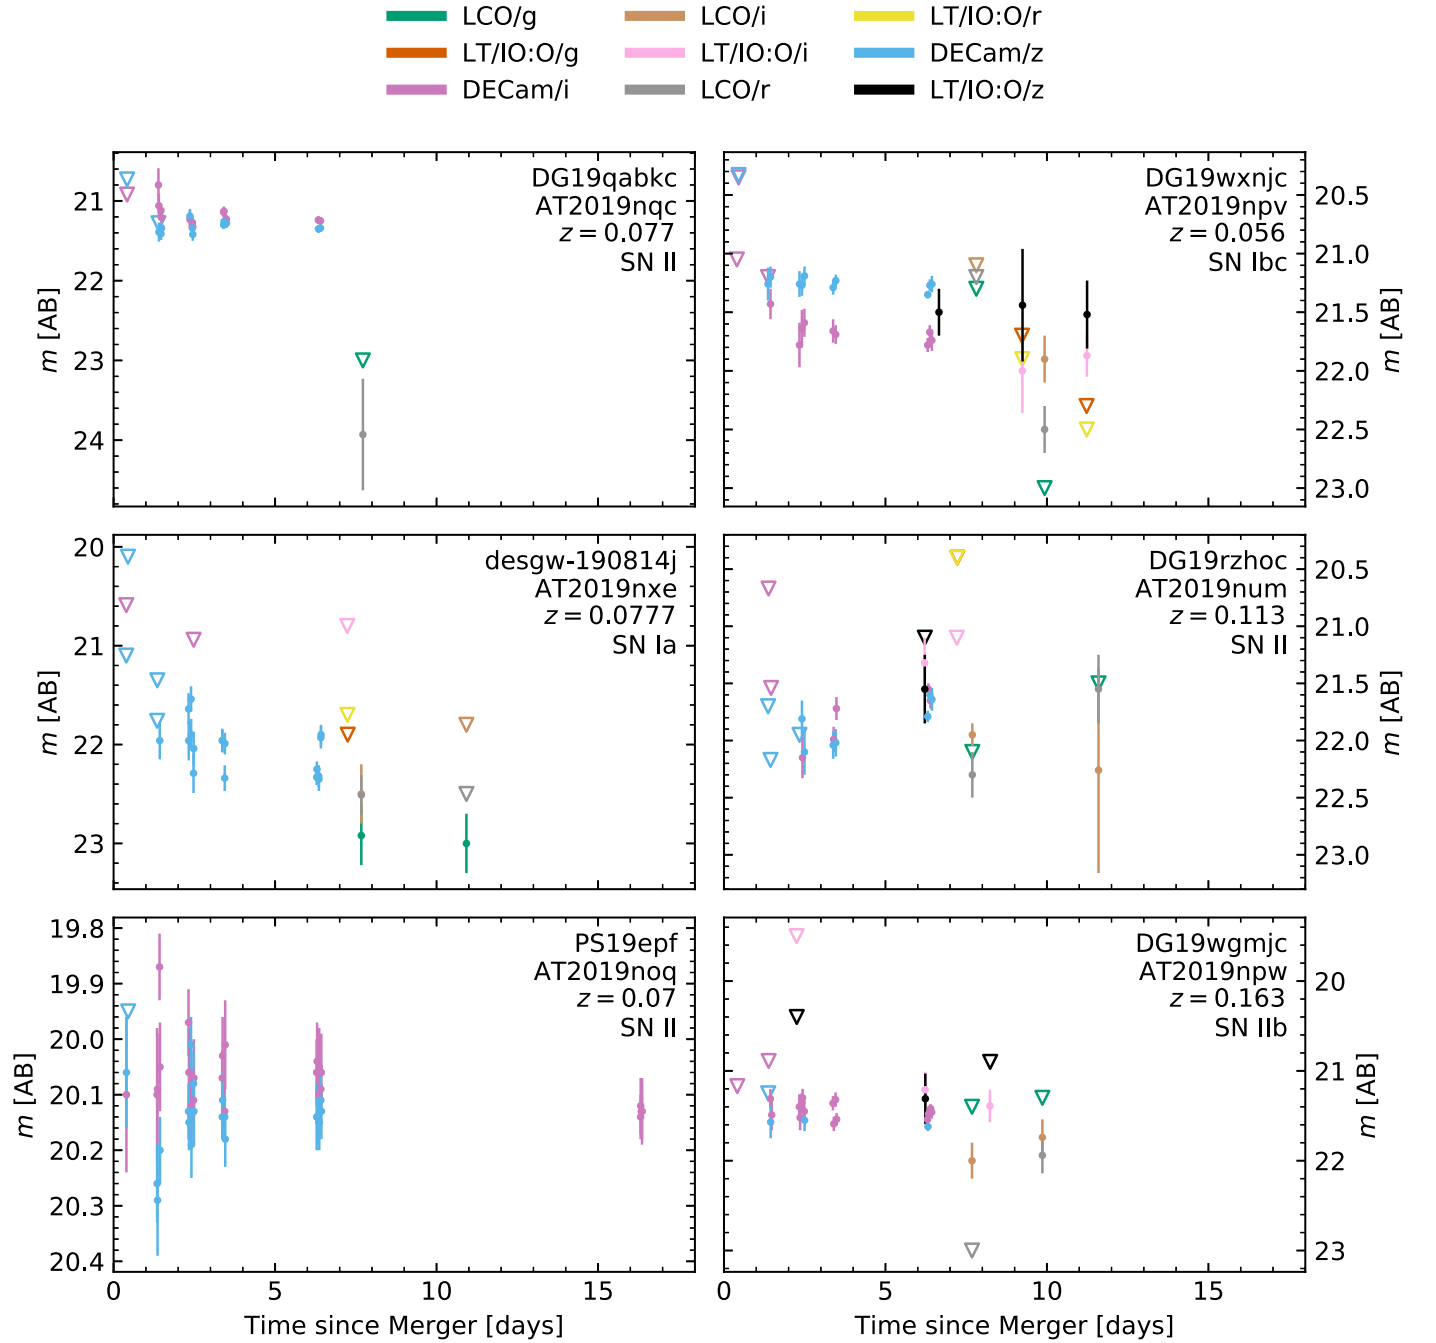 LCO/g
LCO/i
LT/IO:O/r
LT/IO:O/g
LT/IO:O/i
DECam/z
DECam/i
LCO/r
LT/IO:O/z
DG19qabkc
AT2019nqc
z = 0.077
SN II
21
22
23
24
m [AB]
DG19wxnjc
AT2019npv
z = 0.056
SN Ibc
20.5
21.0
21.5
22.0
22.5
23.0
m [AB]
desgw-190814j
AT2019nxe
z = 0.0777
SN Ia
20
21
22
23
m [AB]
DG19rzhoc
AT2019num
z = 0.113
SN II
20.5
21.0
21.5
22.0
22.5
23.0
m [AB]
PS19epf
AT2019noq
z = 0.07
SN II
19.8
19.9
20.0
20.1
20.2
20.3
20.4
m [AB]
0 5 10 15
Time since Merger [days]
DG19wgmjc
AT2019npw
z = 0.163
SN IIb
20
21
22
23
m [AB]
0 5 10 15
Time since Merger [days]